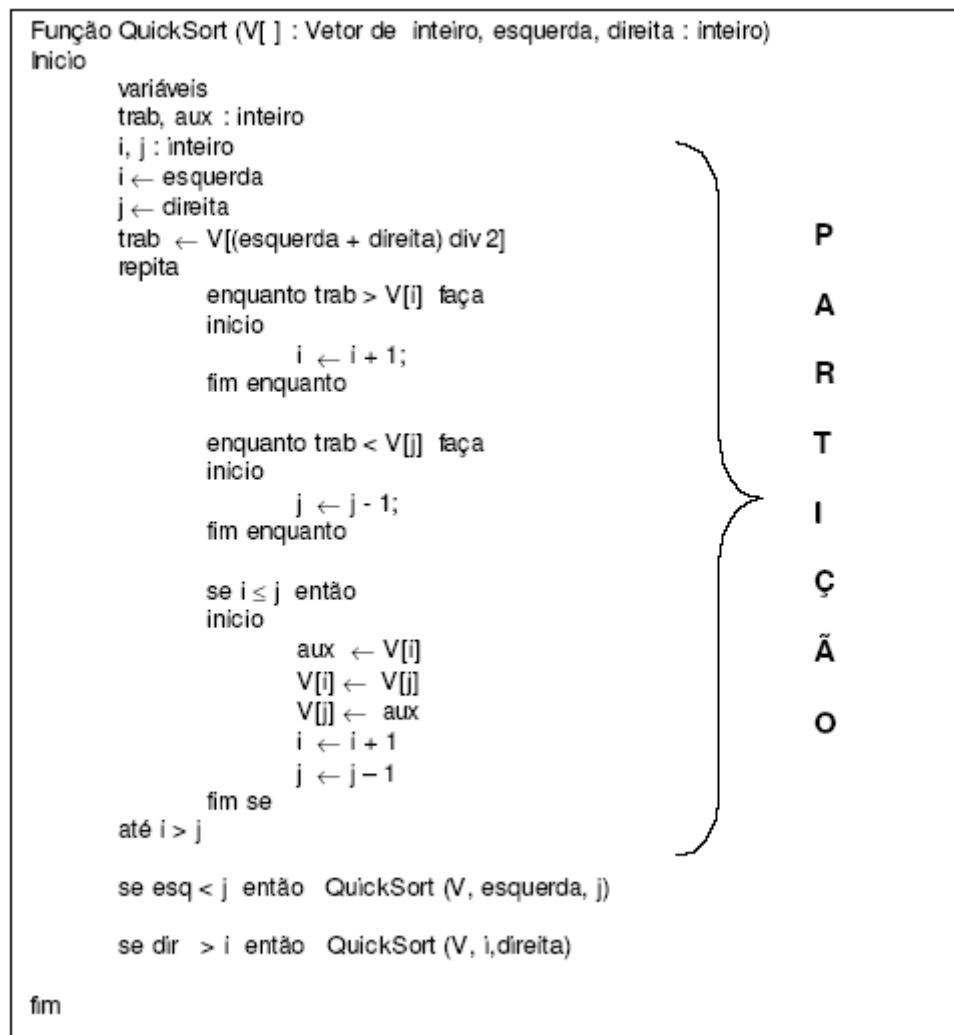 Função QuickSort (V[ ] : Vetor de inteiro, esquerda, direita : inteiro)
Inicio
variáveis
trab, aux : inteiro
i, j : inteiro
i ← esquerda
j ← direita
trab ← V[(esquerda + direita) div 2]
repita
enquanto trab > V[i] faça
inicio
i ← i + 1;
fim enquanto
enquanto trab < V[j] faça
inicio
j ← j - 1;
fim enquanto
se i ≤ j então
inicio
aux ← V[i]
V[i] ← V[j]
V[j] ← aux
i ← i + 1
j ← j – 1
fim se
até i > j
se esq < j então QuickSort (V, esquerda, j)
se dir > i então QuickSort (V, i,direita)
fim
P
A
R
T
I
Ç
Ã
O